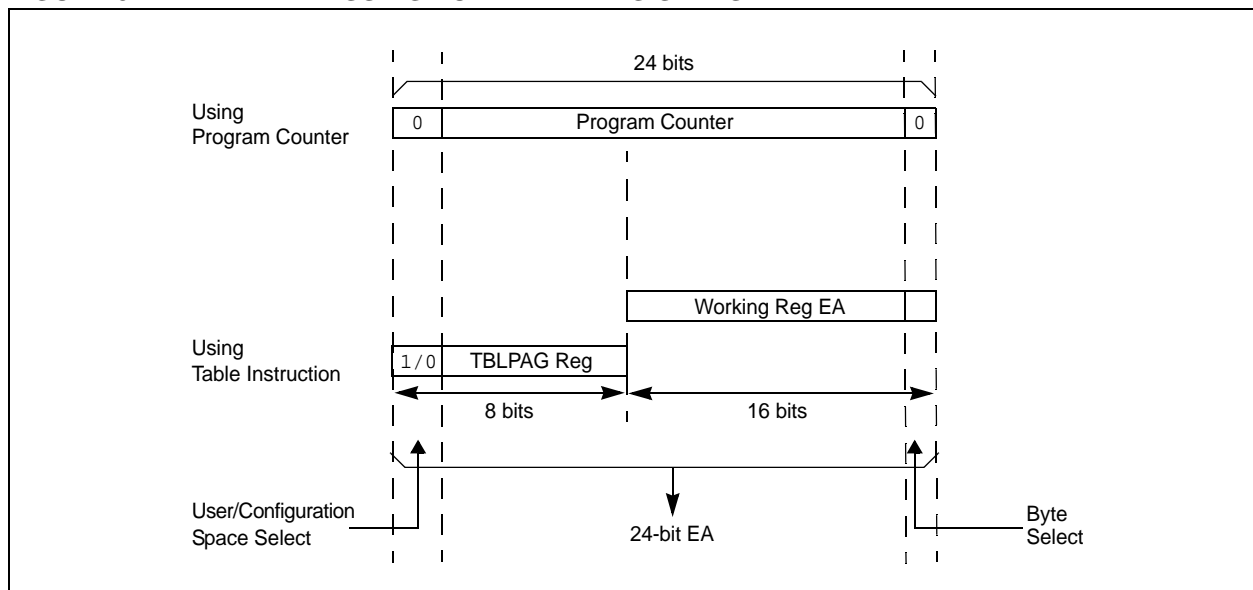 24 bits
Using
Program Counter
0
Program Counter
0
Working Reg EA
Using
Table Instruction
1/0
TBLPAG Reg
8 bits
16 bits
User/Configuration
Space Select
24-bit EA
Byte
Select